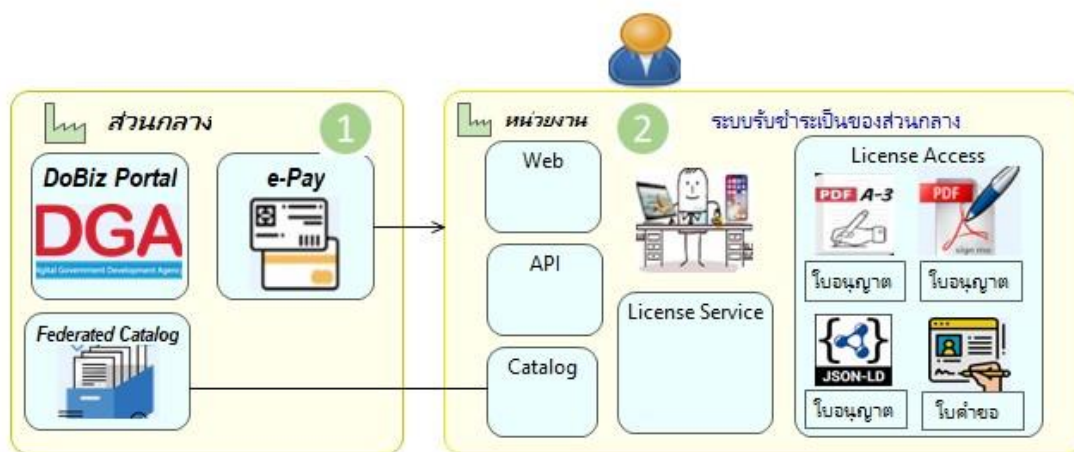 ส่วนกลาง
1
DoBiz Portal
DGA
Digital Government Development Agency
e-Pay
Federated Catalog
หน่วยงาน
2
ระบบรับชำระเป็นของส่วนกลาง
Web
API
Catalog
License Service
License Access
PDF A-3
PDF
sign me
ใบอนุญาต
ใบอนุญาต
{ }
JSON-LD
ใบอนุญาต
ใบคำขอ